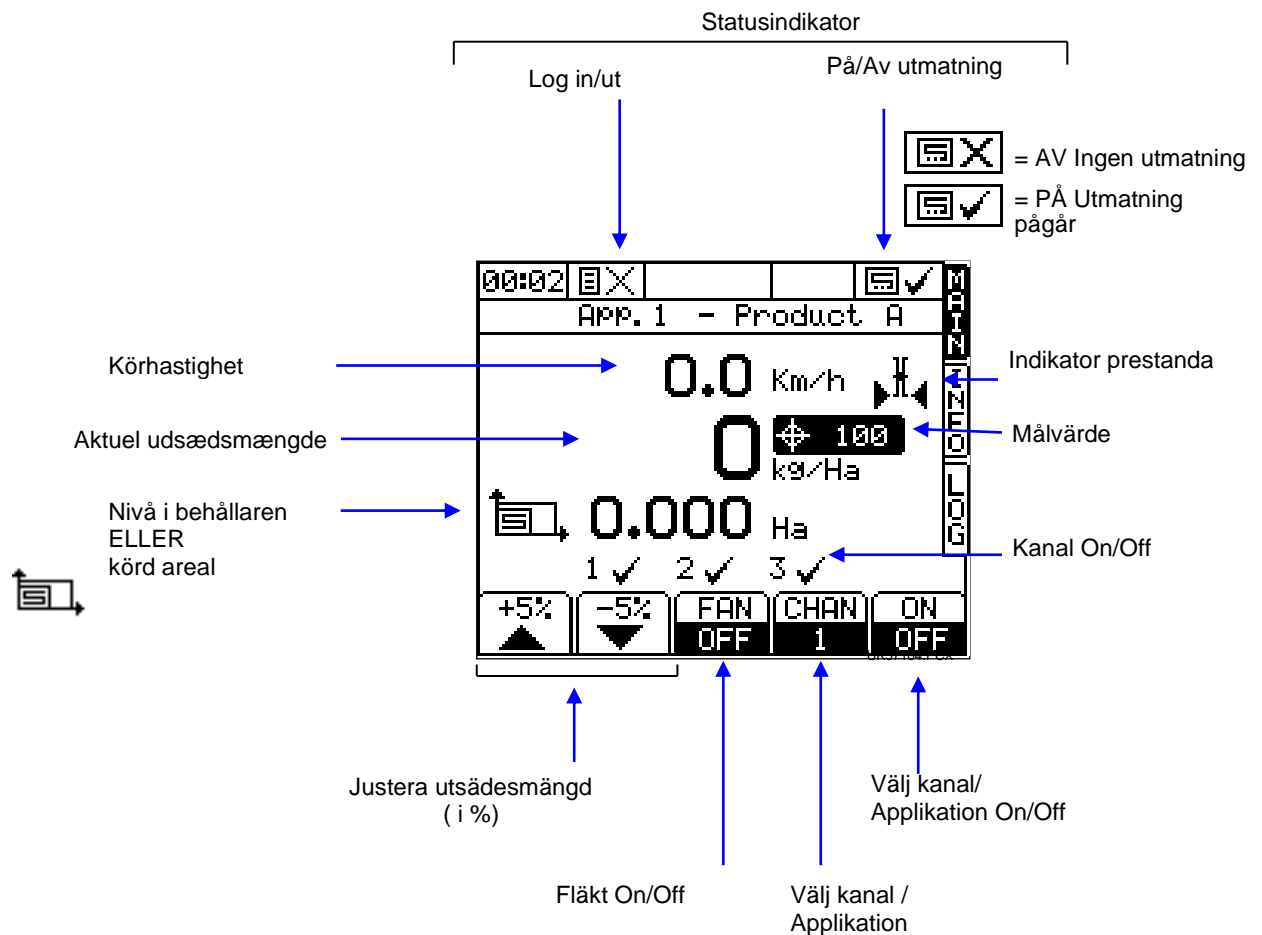 Statusindikator
Log in/ut
På/Av utmatning
= AV Ingen utmatning
= PÅ Utmatning
pågår
00:02
App. 1 - Product A
MAIN
INFO
LOG
Körhastighet
0.0 Km/h
Indikator prestanda
Aktuel udsædsmængde
0
100
kg/Ha
Målvärde
Nivå i behållaren
ELLER
körd areal
0.000 Ha
Kanal On/Off
1 2 3
+5% -5% FAN CHAN ON
OFF 1 OFF
Justera utsädesmängd
( i %)
Välj kanal/
Applikation On/Off
Fläkt On/Off
Välj kanal /
Applikation